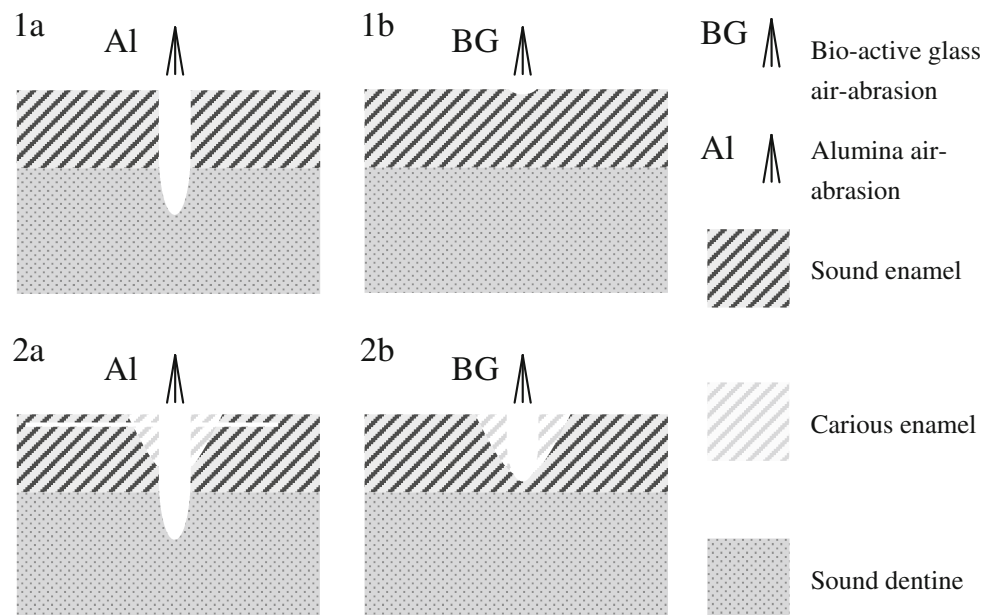 1a
Al
1b
BG
BG
Bio-active glass
air-abrasion
Al
Alumina air-
abrasion
Sound enamel
2a
Al
2b
BG
Carious enamel
Sound dentine